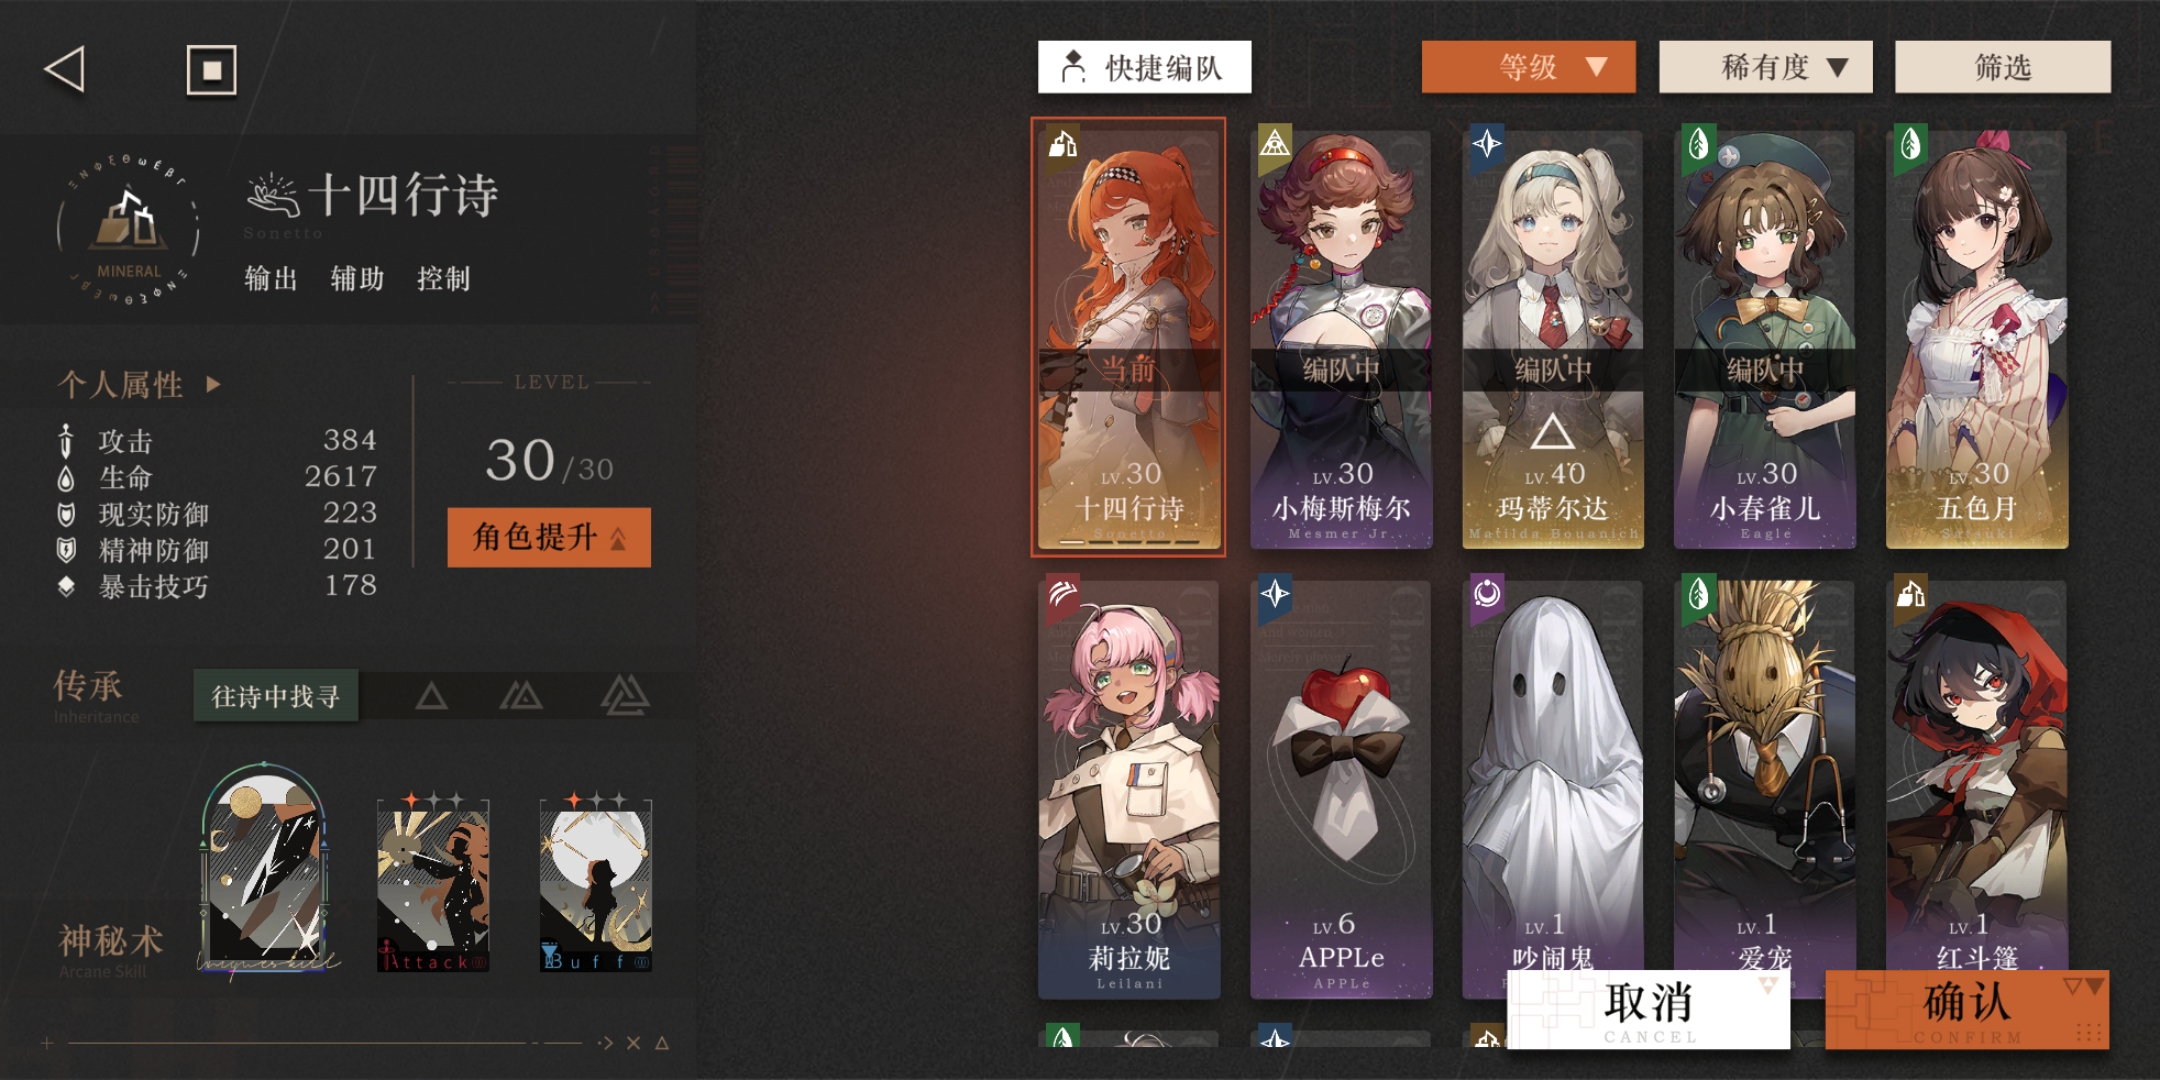 快捷编队
等级
稀有度
筛选
十四行诗
Sonetto
输出 辅助 控制
MINERAL
个人属性
攻击 384
生命 2617
现实防御 223
精神防御 201
暴击技巧 178
LEVEL
30/30
角色提升
传承
Inheritance
往诗中找寻
神秘术
Arcane Skill
Attack
Buff
当前
LV.30
十四行诗
Sonetto
编队中
LV.30
小梅斯梅尔
Mesmer Jr.
编队中
LV.40
玛蒂尔达
Matilda Bouanich
编队中
LV.30
小春雀儿
Eagle
LV.30
五色月
Satsuki
LV.30
莉拉妮
Leilani
LV.6
APPLe
APPLe
LV.1
吵闹鬼
LV.1
爱宠
LV.1
红斗篷
取消
CANCEL
确认
CONFIRM